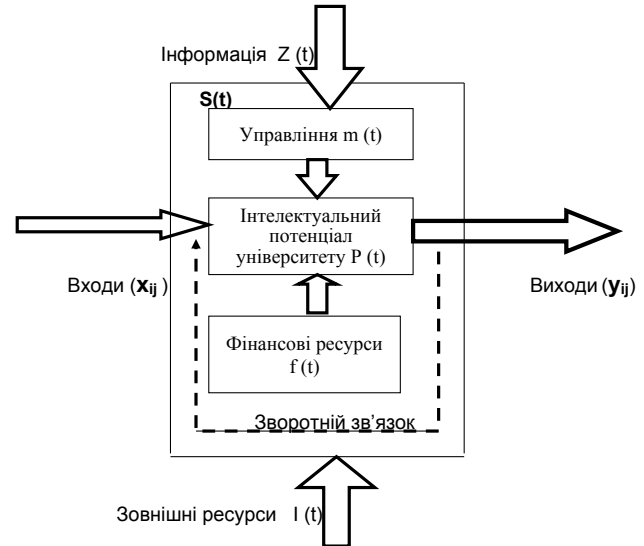 Інформація Z (t)
S(t)
Управління m (t)
Інтелектуальний
потенціал
університету P (t)
Входи (xij )
Виходи (yij)
Фінансові ресурси
f (t)
Зворотній зв'язок
Зовнішні ресурси I (t)